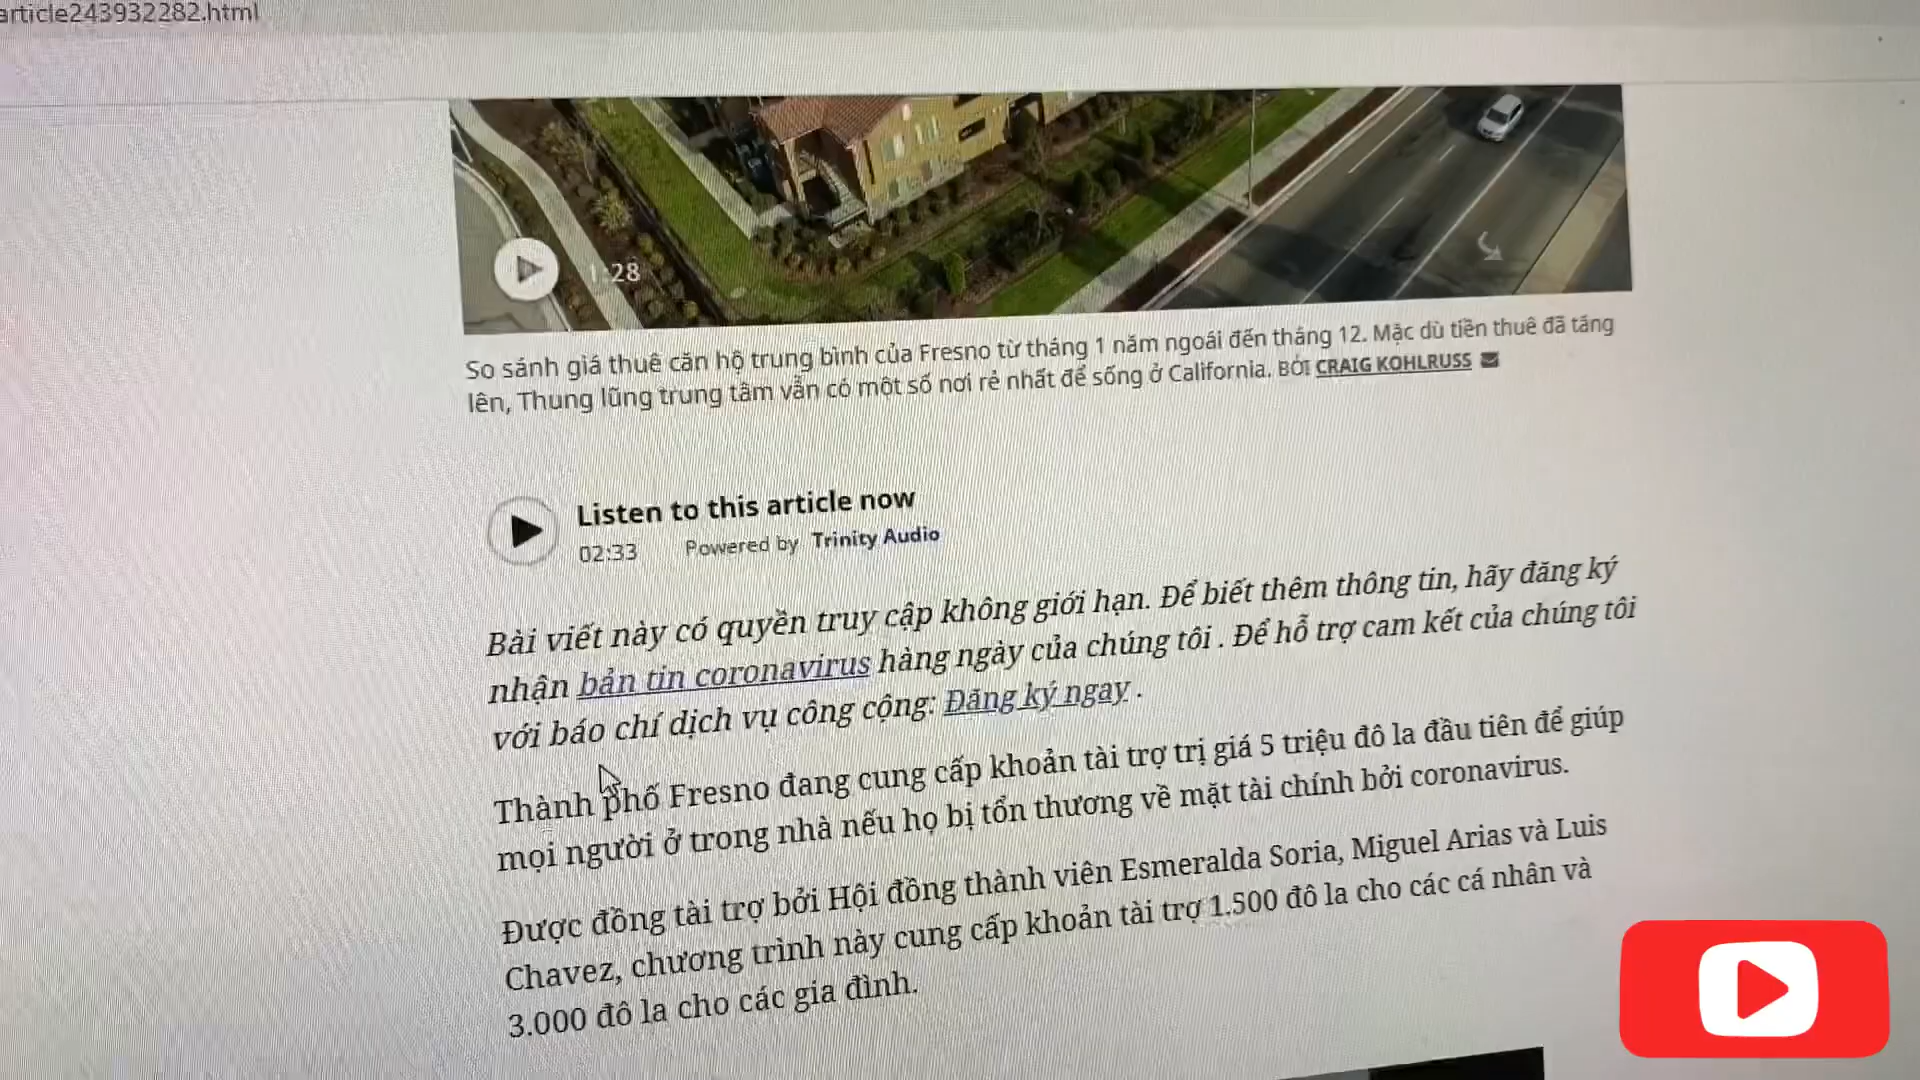 article243932282.html
:28
So sánh giá thuê căn hộ trung bình của Fresno từ tháng 1 năm ngoái đến tháng 12. Mặc dù tiền thuê đã tăng
lên, Thung lũng trung tâm vẫn có một số nơi rẻ nhất để sống ở California. BỞI CRAIG KOHLRUSS
Listen to this article now
02:33 Powered by Trinity Audio
Bài viết này có quyền truy cập không giới hạn. Để biết thêm thông tin, hãy đăng ký
nhận bản tin coronavirus hàng ngày của chúng tôi . Để hỗ trợ cam kết của chúng tôi
với báo chí dịch vụ công cộng: Đăng ký ngay .
Thành phố Fresno đang cung cấp khoản tài trợ trị giá 5 triệu đô la đầu tiên để giúp
mọi người ở trong nhà nếu họ bị tổn thương về mặt tài chính bởi coronavirus.
Được đồng tài trợ bởi Hội đồng thành viên Esmeralda Soria, Miguel Arias và Luis
Chavez, chương trình này cung cấp khoản tài trợ 1.500 đô la cho các cá nhân và
3.000 đô la cho các gia đình.